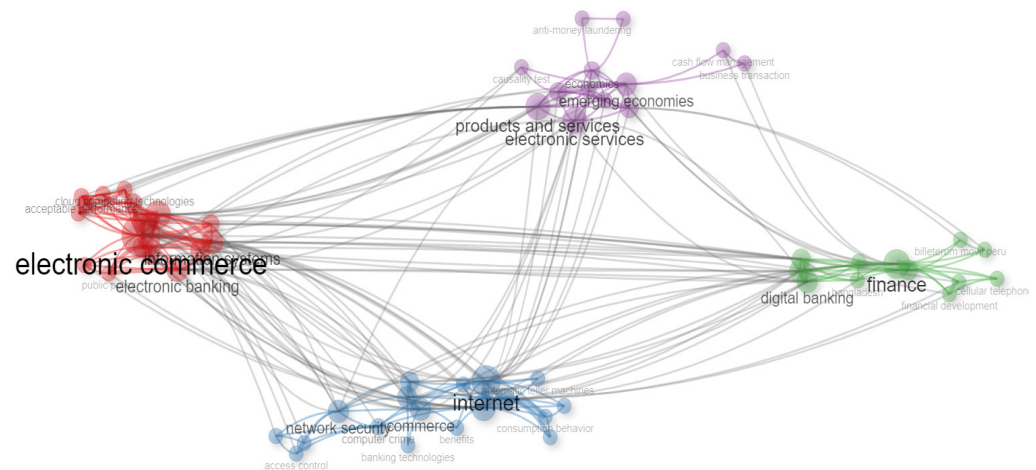 anti-money laundering
cash flow management
business transaction
causality test
economics
emerging economies
products and services
electronic services
cloud computing technologies
acceptable performance
information systems
electronic commerce
public
electronic banking
billeterum movil peru
finance
digital banking
bangladesh
cellular telephone
financial development
automatic teller machines
internet
network security
commerce
consumption behavior
computer crime
benefits
banking technologies
access control